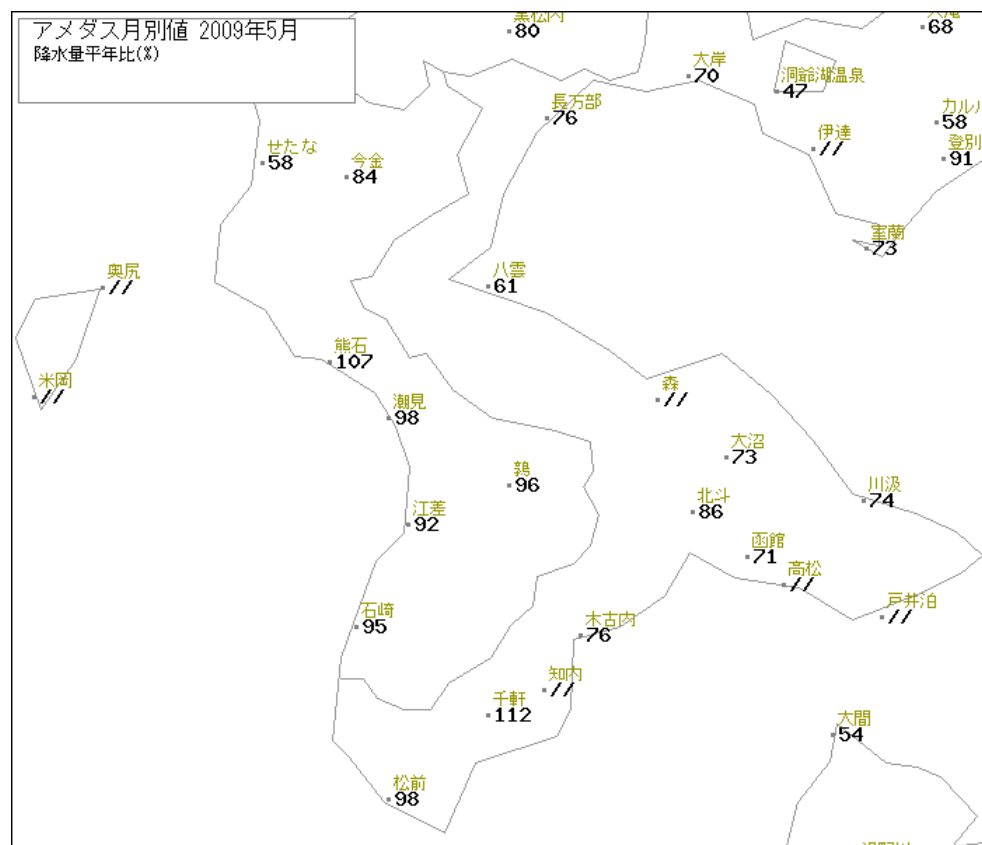 アメダス月別値 2009年5月
降水量平年比(%)
黒松内
80
68
大岸
70
洞爺湖温泉
47
長万部
76
カルル
58
伊達
//
登別
91
せたな
58
今金
84
室蘭
73
奥尻
//
八雲
61
熊石
107
米岡
//
森
//
潮見
98
大沼
73
鶉
96
川汲
74
北斗
86
江差
92
函館
71
高松
//
戸井泊
//
石崎
95
木古内
76
知内
//
千軒
112
大間
54
松前
98